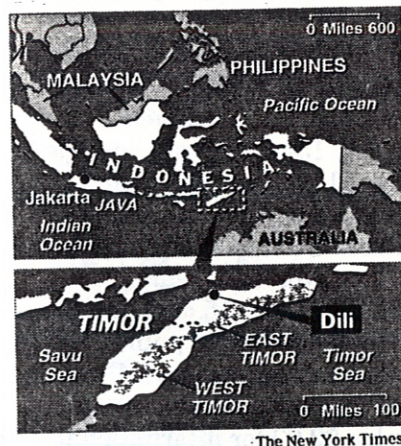 0 Miles 600
MALAYSIA
PHILIPPINES
Pacific Ocean
INDONESIA
Jakarta JAVA
Indian
Ocean
AUSTRALIA
TIMOR
Dili
EAST
TIMOR
Savu
Sea
Timor
Sea
WEST
TIMOR
0 Miles 100
The New York Times